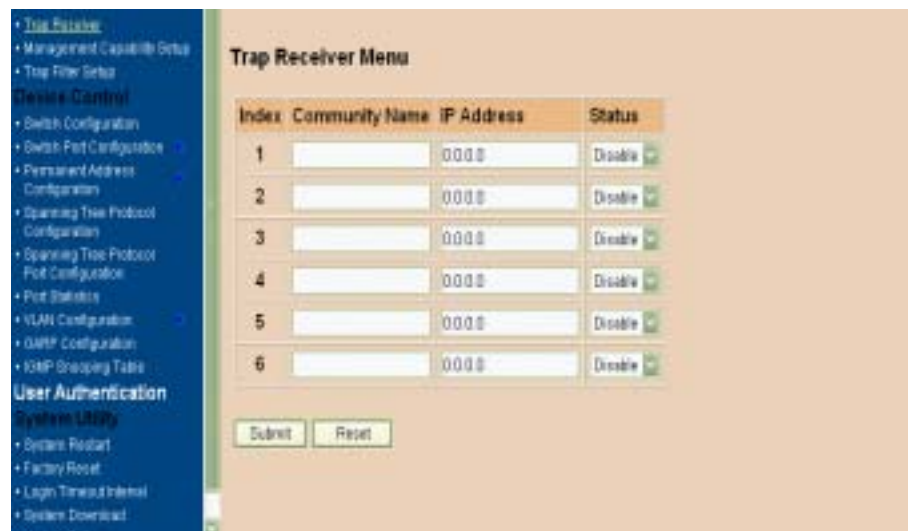 • Trap Receiver
• Management Capability Setup
• Trap Filter Setup
Device Control
• Switch Configuration
• Switch Port Configuration
• Permanent Address
Configuration
• Spanning Tree Protocol
Configuration
• Spanning Tree Protocol
Port Configuration
• Port Statistics
• VLAN Configuration
• GMRP Configuration
• IGMP Snooping Table
User Authentication
System Utility
• System Restart
• Factory Reset
• Login Timeout Interval
• System Download
Trap Receiver Menu
Index Community Name IP Address Status
1 0.0.0.0 Disable
2 0.0.0.0 Disable
3 0.0.0.0 Disable
4 0.0.0.0 Disable
5 0.0.0.0 Disable
6 0.0.0.0 Disable
Submit Reset